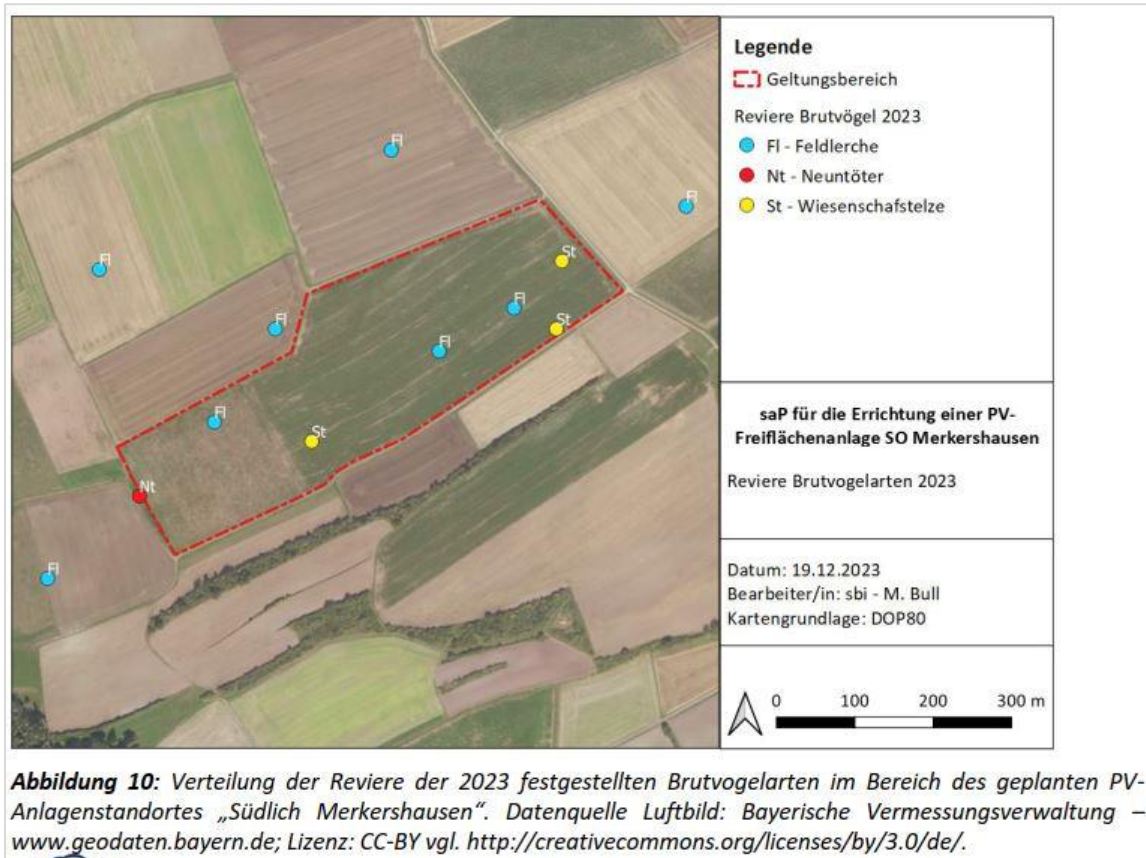 Fl
Fl
Fl
St
Fl
Fl
St
Fl
Fl
St
Nt
Fl
Legende
Geltungsbereich
Reviere Brutvögel 2023
Fl - Feldlerche
Nt - Neuntöter
St - Wiesenschafstelze
saP für die Errichtung einer PV-
Freiflächenanlage SO Merkershausen
Reviere Brutvogelarten 2023
Datum: 19.12.2023
Bearbeiter/in: sbi - M. Bull
Kartengrundlage: DOP80
0 100 200 300 m
Abbildung 10: Verteilung der Reviere der 2023 festgestellten Brutvogelarten im Bereich des geplanten PV-
Anlagenstandortes „Südlich Merkershausen“. Datenquelle Luftbild: Bayerische Vermessungsverwaltung –
www.geodaten.bayern.de; Lizenz: CC-BY vgl. http://creativecommons.org/licenses/by/3.0/de/.